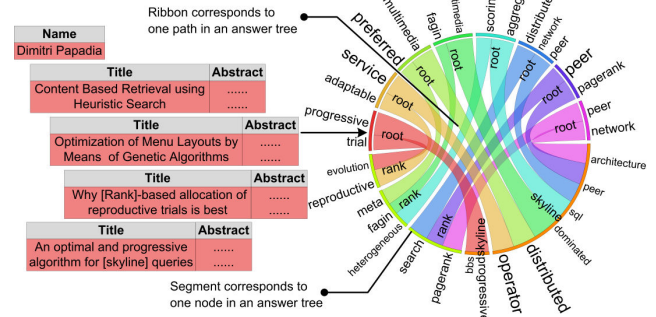 Ribbon corresponds to
one path in an answer tree
Name
Dimitri Papadia
Title Abstract
Content Based Retrieval using
Heuristic Search
......
......
Title Abstract
Optimization of Menu Layouts by
Means of Genetic Algorithms
......
......
Title Abstract
Why [Rank]-based allocation of
reproductive trials is best
......
......
Title Abstract
An optimal and progressive
algorithm for [skyline] queries
......
......
Segment corresponds to
one node in an answer tree
trial
progressive
adaptable
service
preferred
multimedia
fagin
scoring
distributed
network
peer
peer
pagerank
peer
network
architecture
peer
sql
dominated
distributed
operator
progressive
bbs
pagerank
search
heterogeneous
fagin
meta
reproductive
evolution
root
root
root
root
root
root
root
root
skyline
skyline
rank
rank
rank